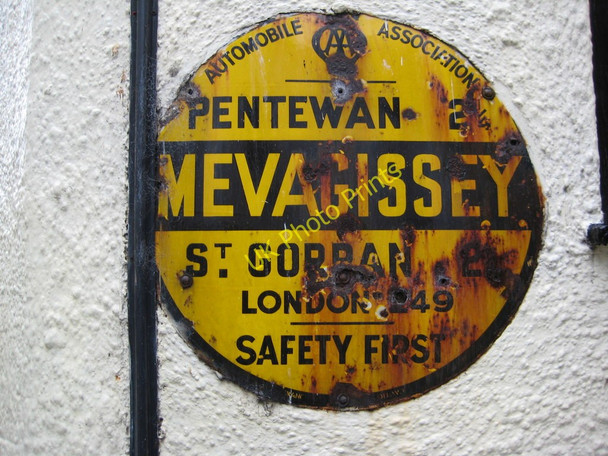 AUTOMOBILE AA ASSOCIATION
PENTEWAN 2
MEVAGISSEY
ST. GORRAN 2
LONDON 249
SAFETY FIRST
UK Photo Prints